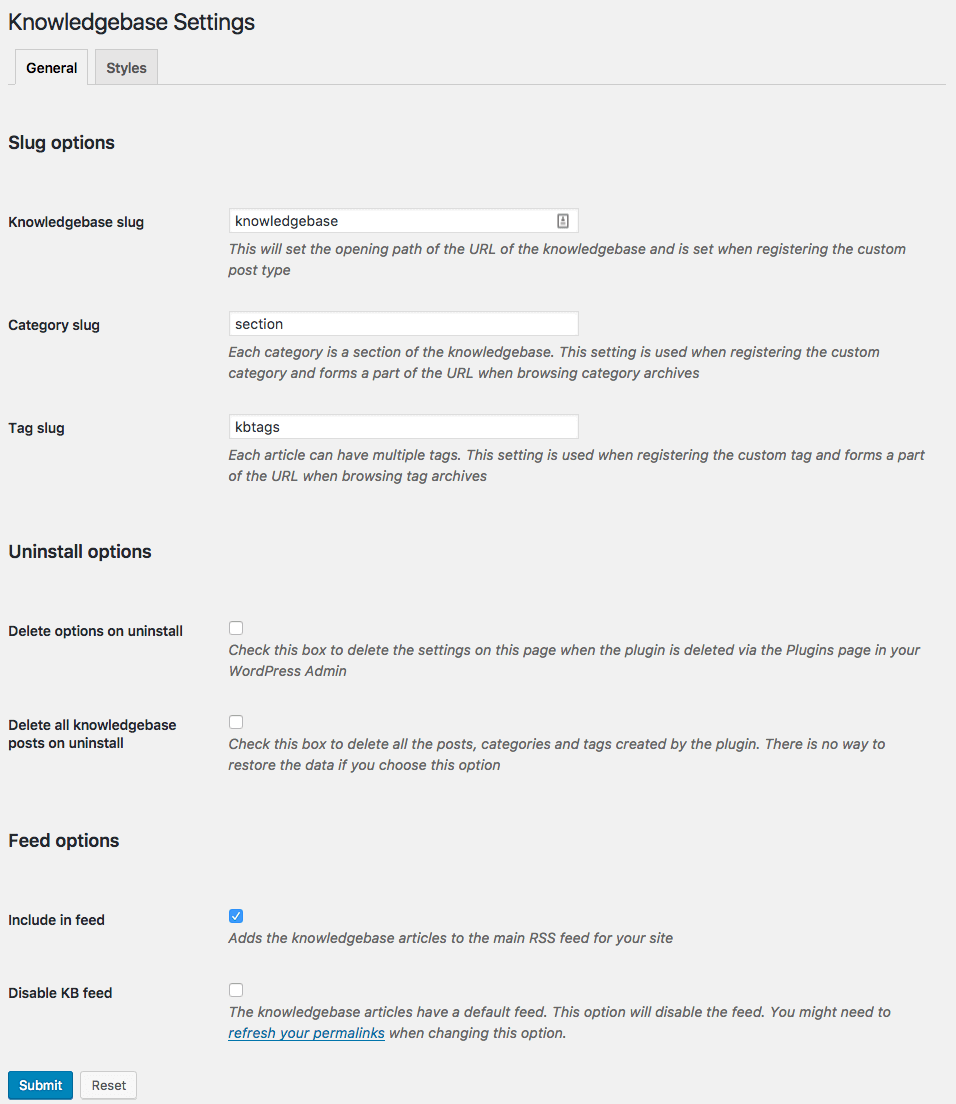 Knowledgebase Settings
General
Styles
Slug options
Knowledgebase slug
knowledgebase
This will set the opening path of the URL of the knowledgebase and is set when registering the custom
post type
Category slug
section
Each category is a section of the knowledgebase. This setting is used when registering the custom
category and forms a part of the URL when browsing category archives
Tag slug
kbtags
Each article can have multiple tags. This setting is used when registering the custom tag and forms a part
of the URL when browsing tag archives
Uninstall options
Delete options on uninstall
Check this box to delete the settings on this page when the plugin is deleted via the Plugins page in your
WordPress Admin
Delete all knowledgebase
posts on uninstall
Check this box to delete all the posts, categories and tags created by the plugin. There is no way to
restore the data if you choose this option
Feed options
Include in feed
Adds the knowledgebase articles to the main RSS feed for your site
Disable KB feed
The knowledgebase articles have a default feed. This option will disable the feed. You might need to
refresh your permalinks when changing this option.
Submit
Reset